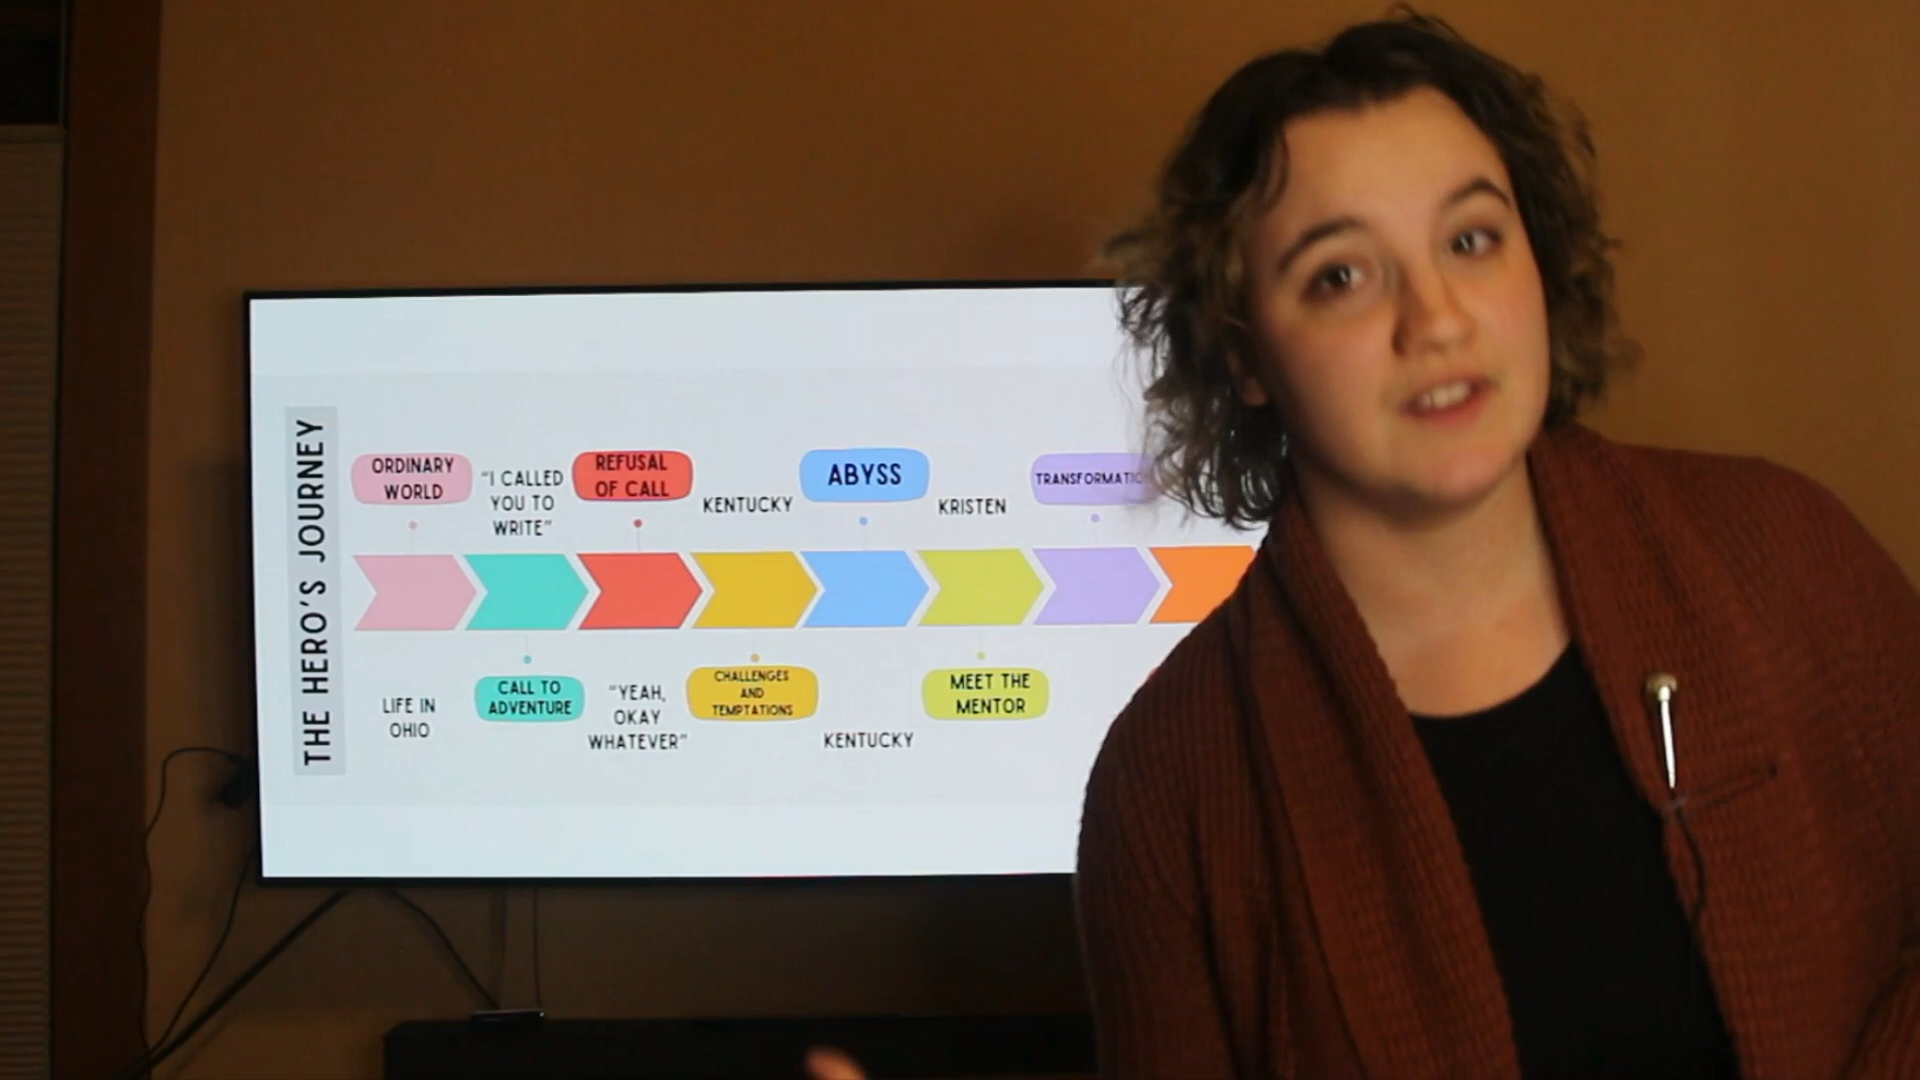 THE HERO'S JOURNEY
ORDINARY
WORLD
"I CALLED
YOU TO
WRITE"
REFUSAL
OF CALL
KENTUCKY
ABYSS
KRISTEN
LIFE IN
OHIO
CALL TO
ADVENTURE
"YEAH,
OKAY
WHATEVER"
CHALLENGES
AND
TEMPTATIONS
KENTUCKY
MEET THE
MENTOR